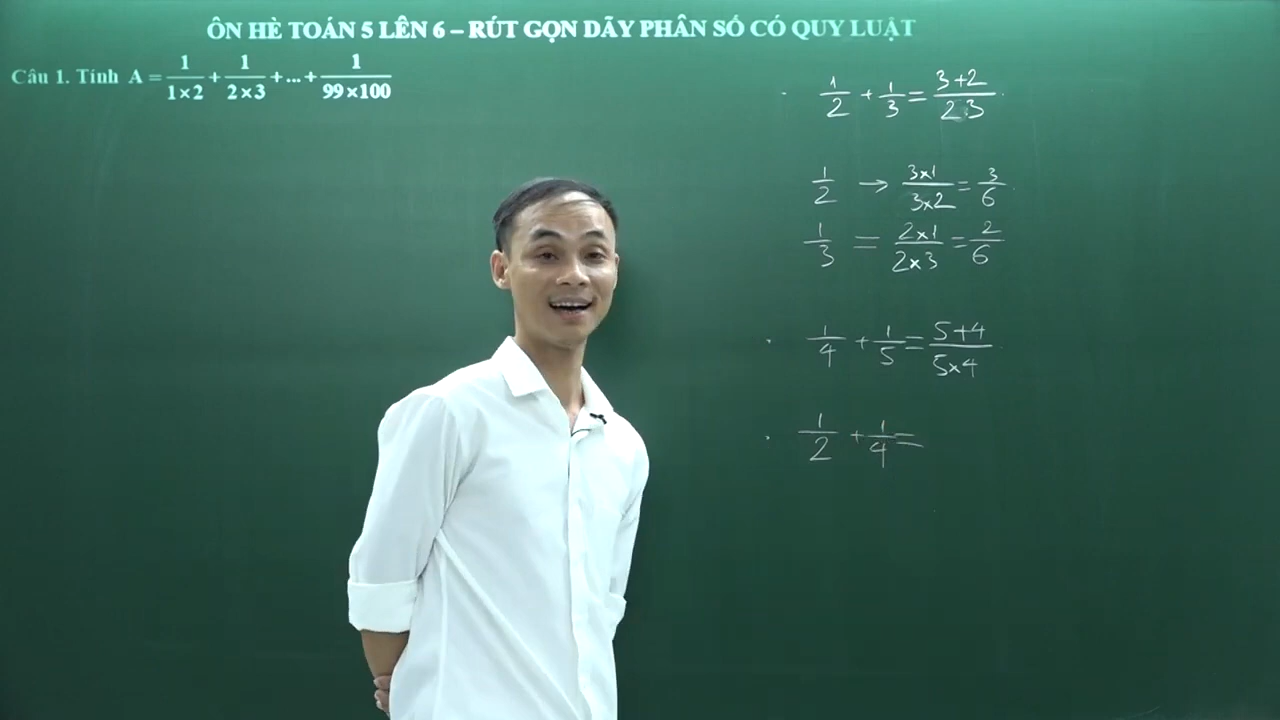 ÔN HÈ TOÁN 5 LÊN 6 – RÚT GỌN DÃY PHÂN SỐ CÓ QUY LUẬT
Câu 1. Tính A = 1/(1×2) + 1/(2×3) + ... + 1/(99×100)
1/2 + 1/3 = (3+2)/(2.3)
1/2 → (3×1)/(3×2) = 3/6
1/3 = (2×1)/(2×3) = 2/6
1/4 + 1/5 = (5+4)/(5×4)
1/2 + 1/4 =